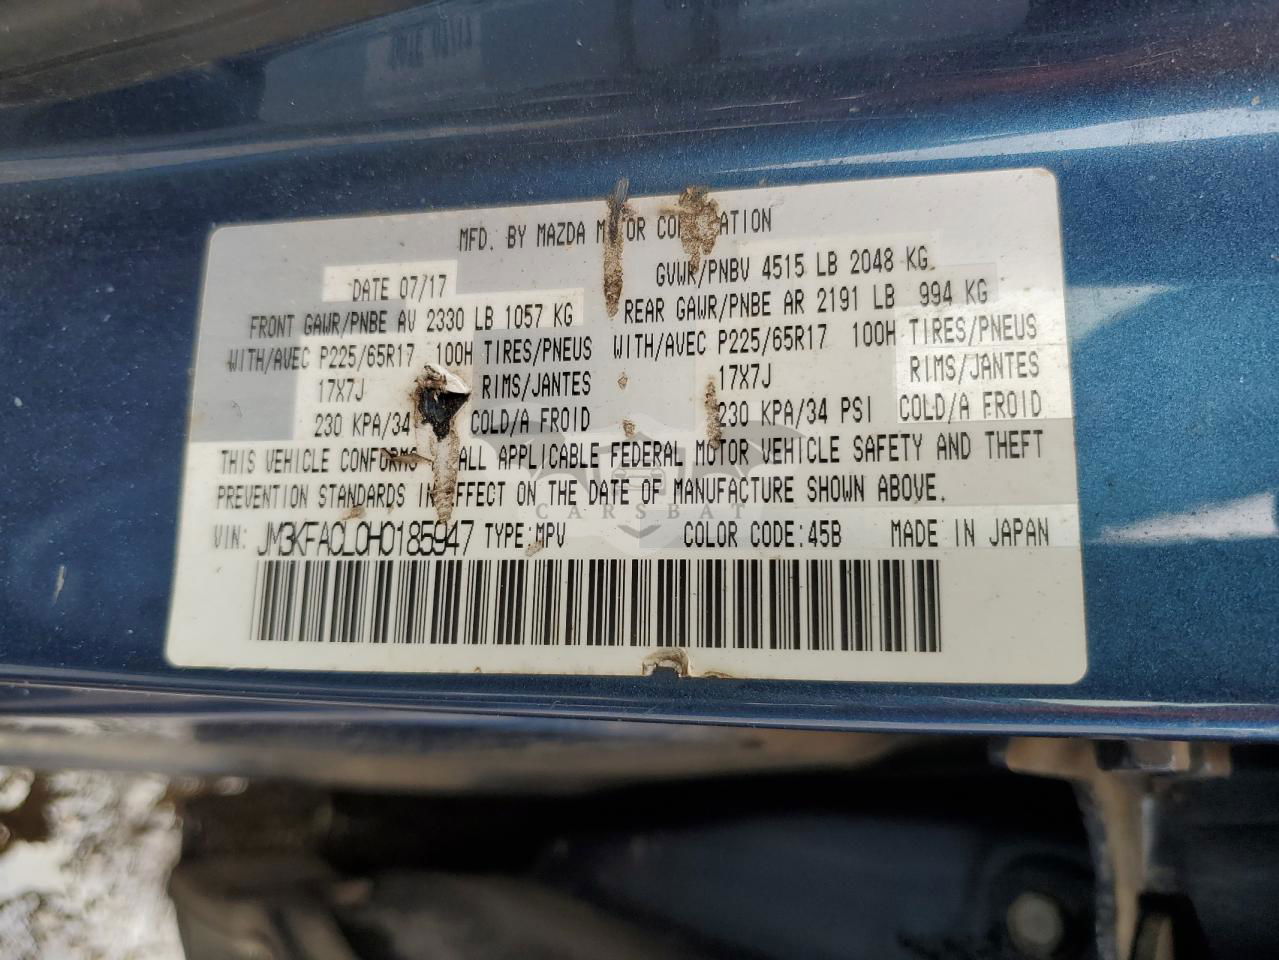 MFD. BY MAZDA MOTOR CORPORATION
DATE 07/17 GVWR/PNBV 4515 LB 2048 KG
FRONT GAWR/PNBE AV 2330 LB 1057 KG REAR GAWR/PNBE AR 2191 LB 994 KG
WITH/AVEC P225/65R17 100H TIRES/PNEUS WITH/AVEC P225/65R17 100H TIRES/PNEUS
17X7J RIMS/JANTES 17X7J RIMS/JANTES
230 KPA/34 COLD/A FROID 230 KPA/34 PSI COLD/A FROID
THIS VEHICLE CONFORMS ALL APPLICABLE FEDERAL MOTOR VEHICLE SAFETY AND THEFT
PREVENTION STANDARDS IN EFFECT ON THE DATE OF MANUFACTURE SHOWN ABOVE.
CARSBAT
VIN: JM3KFACL0H0185947 TYPE:MPV COLOR CODE:45B MADE IN JAPAN